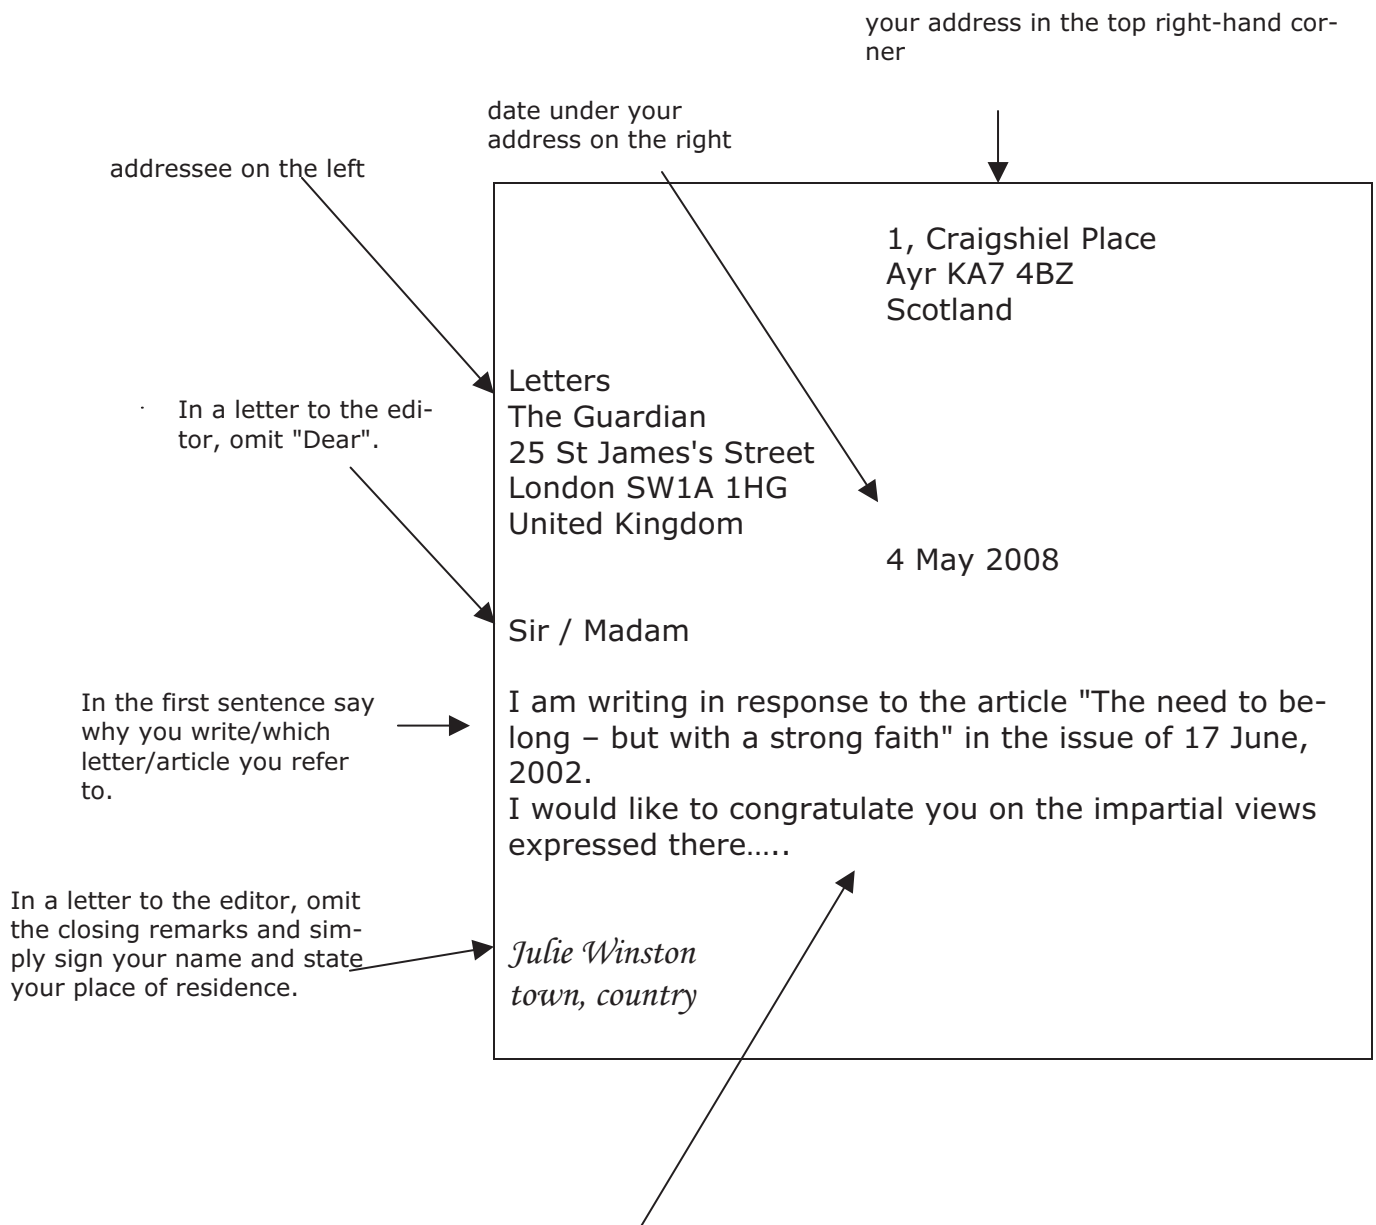 your address in the top right-hand cor-
ner
date under your
address on the right
addressee on the left
1, Craigshiel Place
Ayr KA7 4BZ
Scotland
Letters
The Guardian
25 St James's Street
London SW1A 1HG
United Kingdom
In a letter to the edi-
tor, omit "Dear".
4 May 2008
Sir / Madam
In the first sentence say
why you write/which
letter/article you refer
to.
I am writing in response to the article "The need to be-
long – but with a strong faith" in the issue of 17 June,
2002.
I would like to congratulate you on the impartial views
expressed there…..
In a letter to the editor, omit
the closing remarks and sim-
ply sign your name and state
your place of residence.
Julie Winston
town, country